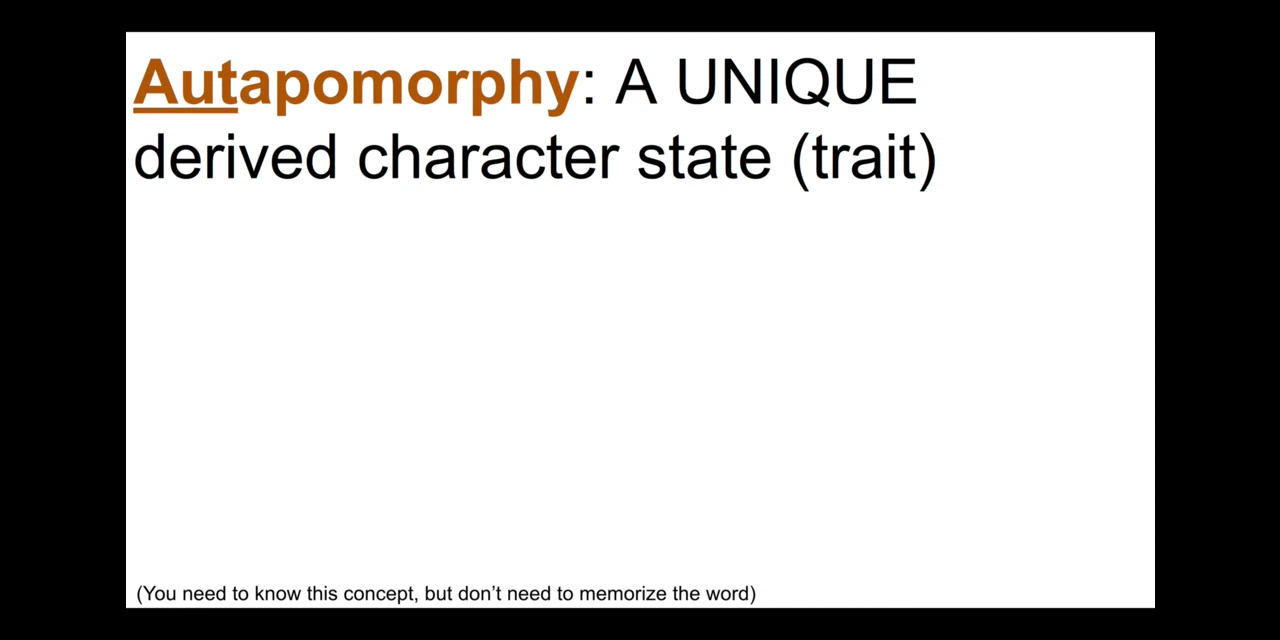 Autapomorphy: A UNIQUE
derived character state (trait)
(You need to know this concept, but don’t need to memorize the word)